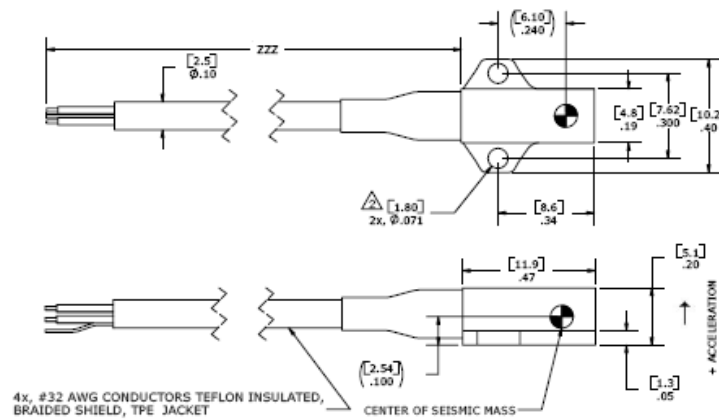 ([6.10])
.240
ZZZ
[2.5]
Ø.10
[4.8]
.19
[7.62]
.300
[10.2
.40
2 [1.80]
2x, Ø.071
[8.6]
.34
[11.9]
.47
[5.1]
.20
+ ACCELERATION
([2.54])
.100
[1.3]
.05
4x, #32 AWG CONDUCTORS TEFLON INSULATED,
BRAIDED SHIELD, TPE JACKET
CENTER OF SEISMIC MASS